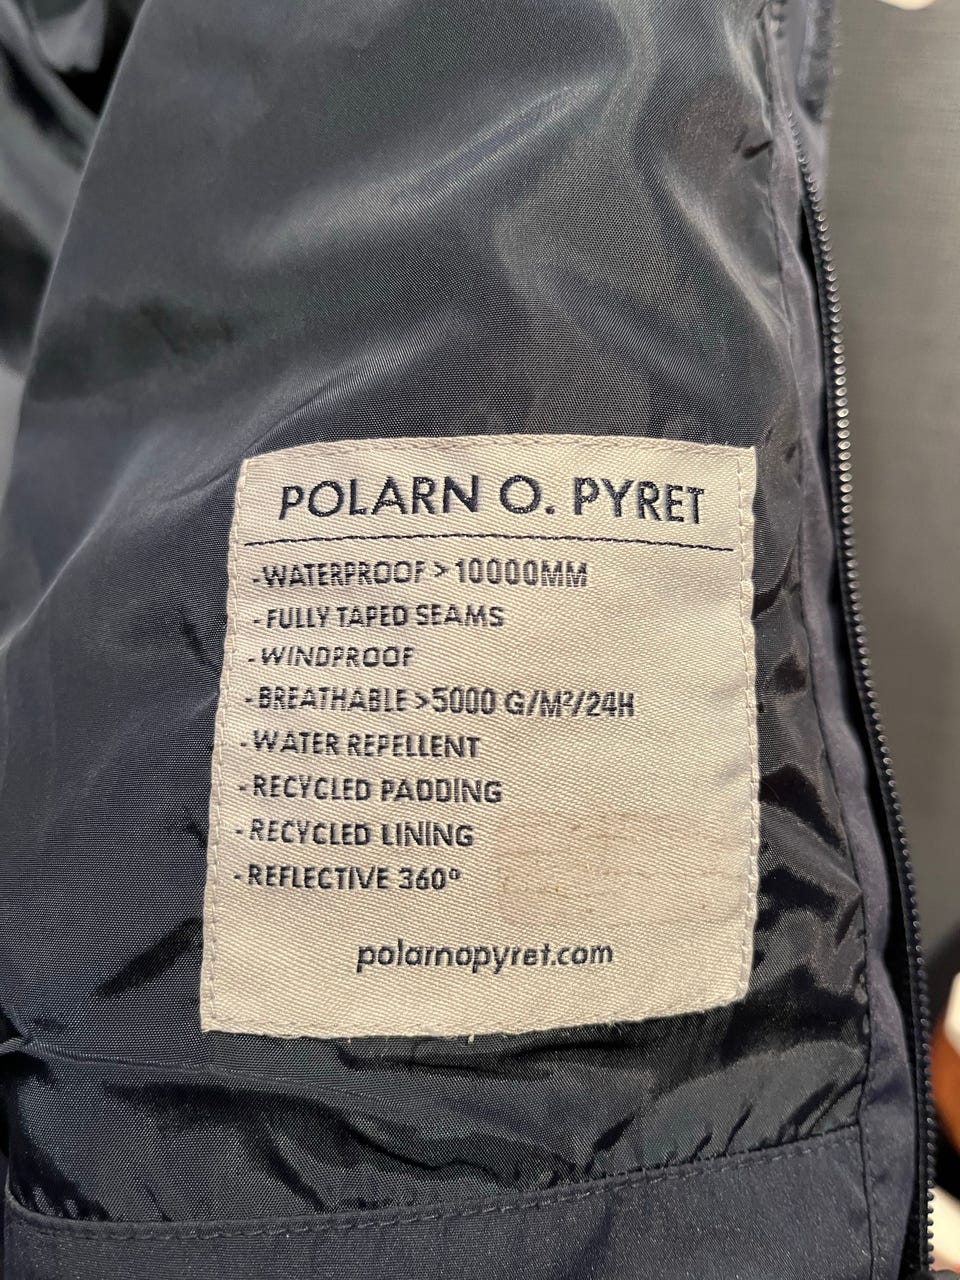 POLARN O. PYRET
-WATERPROOF > 10000MM
-FULLY TAPED SEAMS
-WINDPROOF
-BREATHABLE >5000 G/M²/24H
-WATER REPELLENT
-RECYCLED PADDING
-RECYCLED LINING
-REFLECTIVE 360°
polarnopyret.com